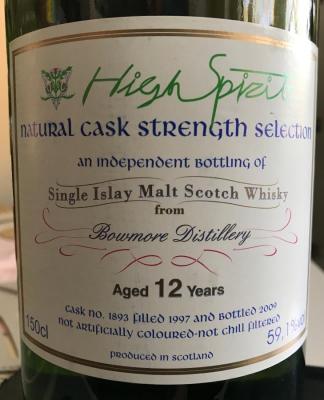 High Spirit
natural cask strength selection
an independent bottling of
Single Islay Malt Scotch Whisky
from
Bowmore Distillery
Aged 12 Years
cask no. 1893 filled 1997 and bottled 2009
not artificially coloured-not chill filtered
150cl
59,1%vol
produced in scotland